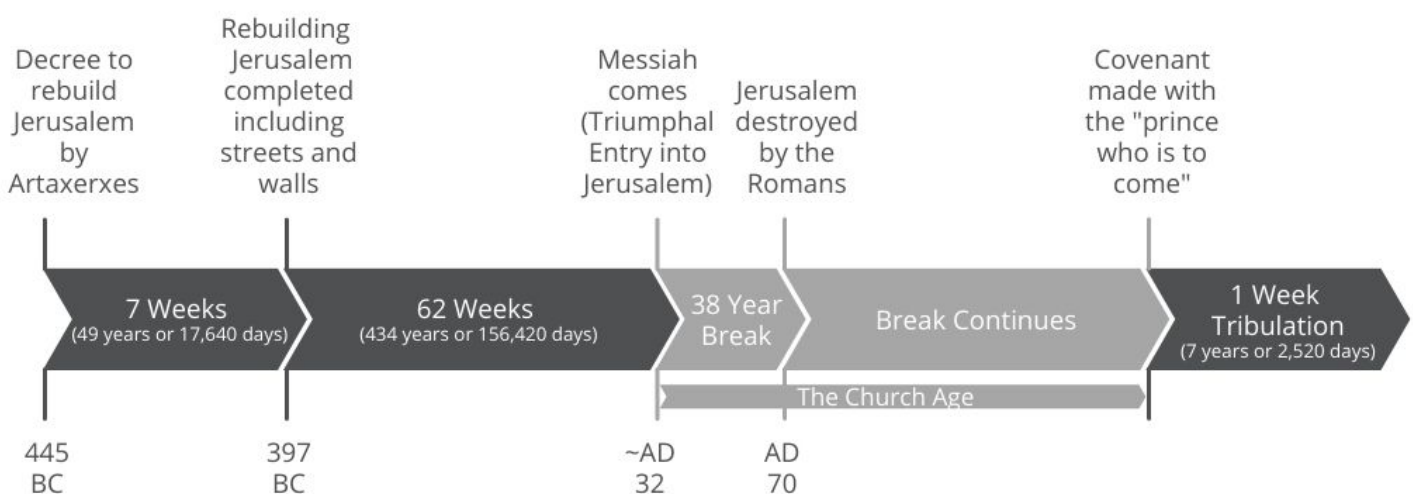 Decree to
rebuild
Jerusalem
by
Artaxerxes
Rebuilding
Jerusalem
completed
including
streets and
walls
Messiah
comes
(Triumphal
Entry into
Jerusalem)
Jerusalem
destroyed
by the
Romans
Covenant
made with
the "prince
who is to
come"
7 Weeks
(49 years or 17,640 days)
62 Weeks
(434 years or 156,420 days)
38 Year
Break
Break Continues
1 Week
Tribulation
(7 years or 2,520 days)
The Church Age
445
BC
397
BC
~AD
32
AD
70